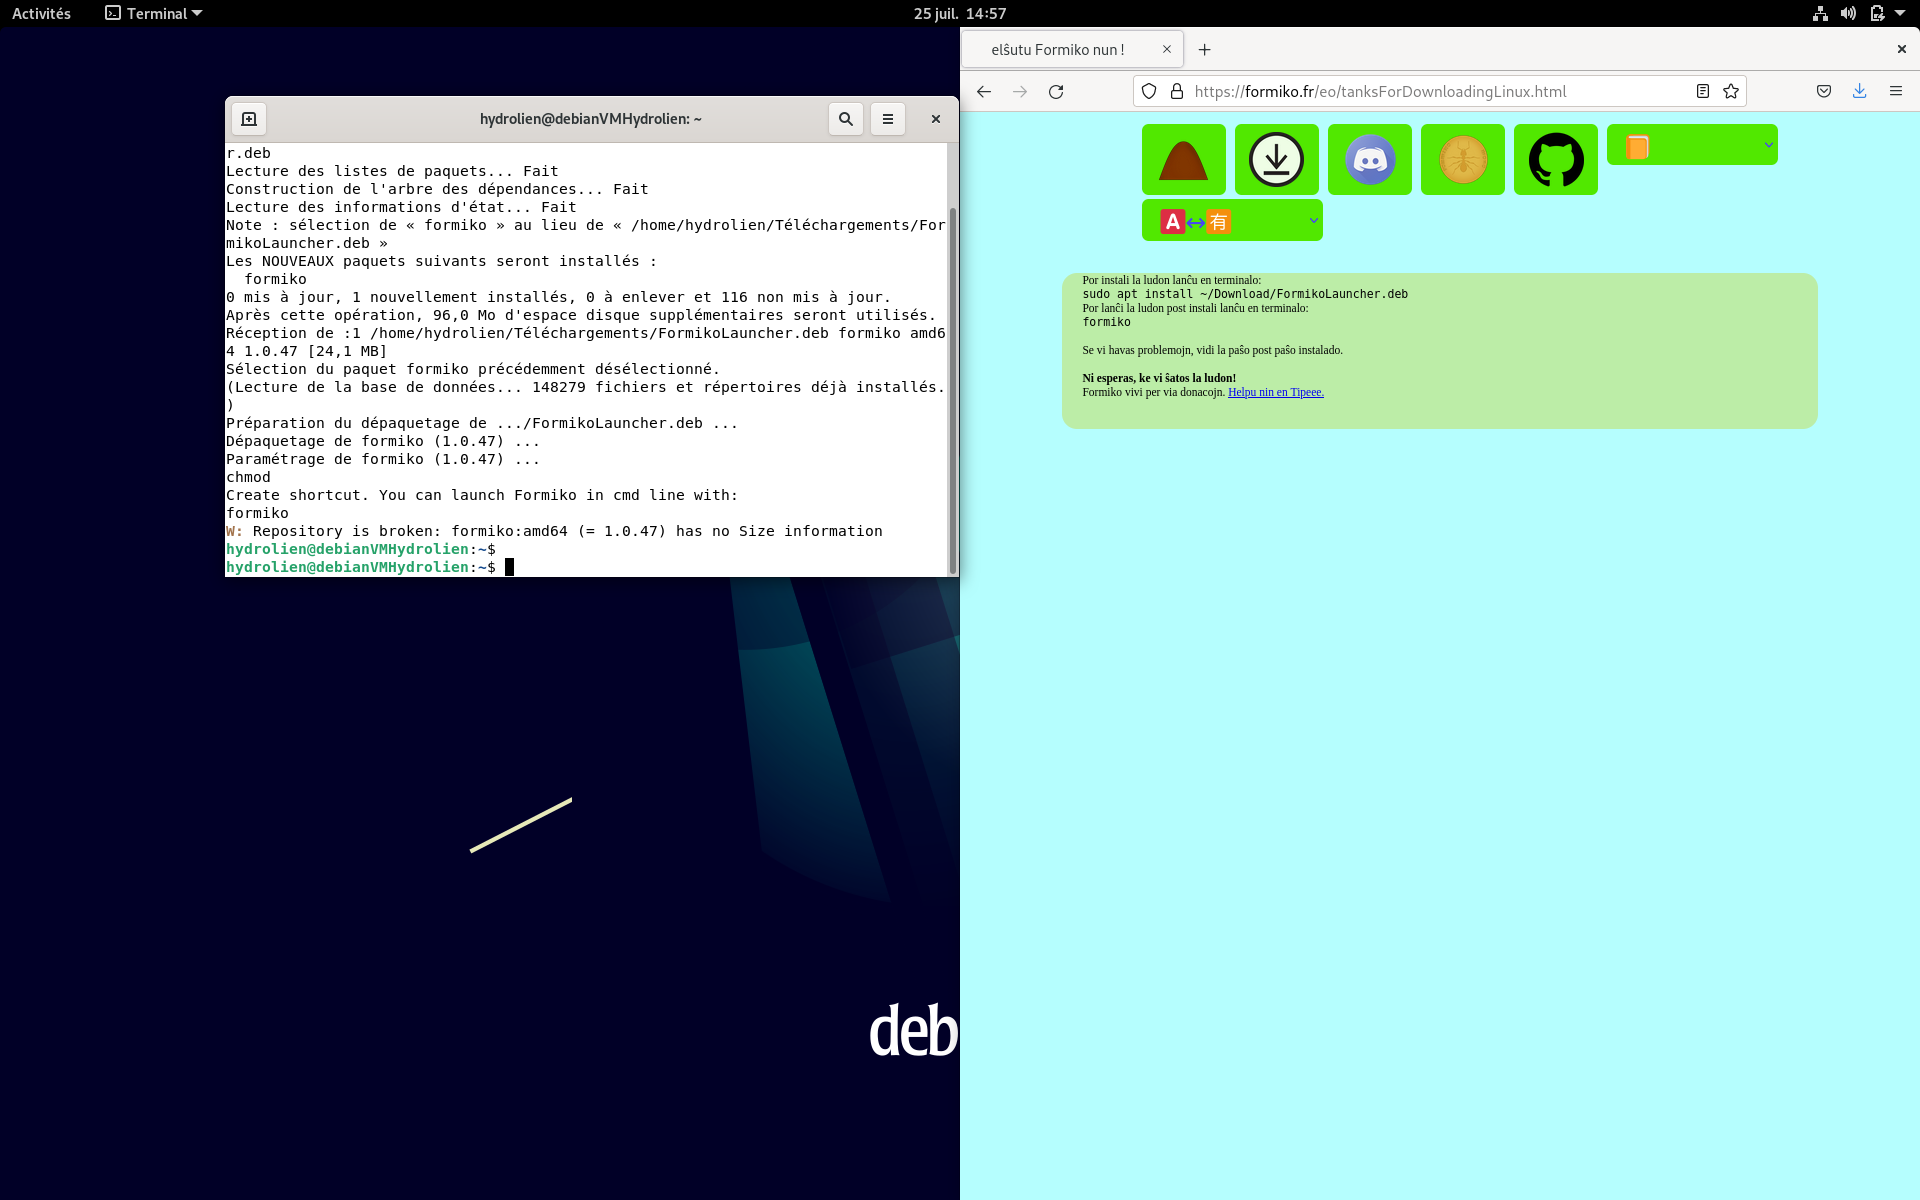 Activités
Terminal
25 juil. 14:57
hydrolien@debianVMHydrolien: ~
r.deb
Lecture des listes de paquets... Fait
Construction de l'arbre des dépendances... Fait
Lecture des informations d'état... Fait
Note : sélection de « formiko » au lieu de « /home/hydrolien/Téléchargements/For
mikoLauncher.deb »
Les NOUVEAUX paquets suivants seront installés :
formiko
0 mis à jour, 1 nouvellement installés, 0 à enlever et 116 non mis à jour.
Après cette opération, 96,0 Mo d'espace disque supplémentaires seront utilisés.
Réception de :1 /home/hydrolien/Téléchargements/FormikoLauncher.deb formiko amd6
4 1.0.47 [24,1 MB]
Sélection du paquet formiko précédemment désélectionné.
(Lecture de la base de données... 148279 fichiers et répertoires déjà installés.
)
Préparation du dépaquetage de .../FormikoLauncher.deb ...
Dépaquetage de formiko (1.0.47) ...
Paramétrage de formiko (1.0.47) ...
chmod
Create shortcut. You can launch Formiko in cmd line with:
formiko
W: Repository is broken: formiko:amd64 (= 1.0.47) has no Size information
hydrolien@debianVMHydrolien:~$
hydrolien@debianVMHydrolien:~$
deb
elŝutu Formiko nun !
https://formiko.fr/eo/tanksForDownloadingLinux.html
A 有
Por instali la ludon lanĉu en terminalo:
sudo apt install ~/Download/FormikoLauncher.deb
Por lanĉi la ludon post instali lanĉu en terminalo:
formiko
Se vi havas problemojn, vidi la paŝo post paŝo instalado.
Ni esperas, ke vi ŝatos la ludon!
Formiko vivi per via donacojn. Helpu nin en Tipeee.